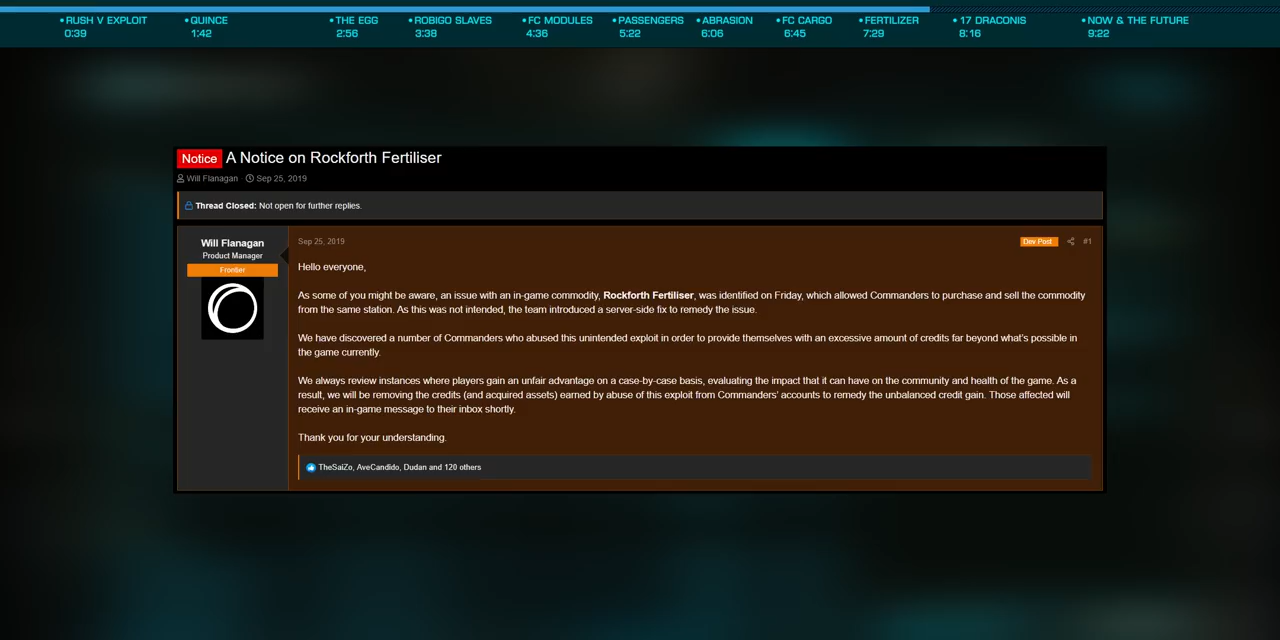 • RUSH V EXPLOIT
0:39
• QUINCE
1:42
• THE EGG
2:56
• ROBIGO SLAVES
3:38
• FC MODULES
4:36
• PASSENGERS
5:22
• ABRASION
6:06
• FC CARGO
6:45
• FERTILIZER
7:29
• 17 DRACONIS
8:16
• NOW & THE FUTURE
9:22
Notice A Notice on Rockforth Fertiliser
Will Flanagan · Sep 25, 2019
Thread Closed: Not open for further replies.
Will Flanagan
Product Manager
Frontier
Sep 25, 2019
Dev Post
#1
Hello everyone,
As some of you might be aware, an issue with an in-game commodity, Rockforth Fertiliser, was identified on Friday, which allowed Commanders to purchase and sell the commodity
from the same station. As this was not intended, the team introduced a server-side fix to remedy the issue.
We have discovered a number of Commanders who abused this unintended exploit in order to provide themselves with an excessive amount of credits far beyond what's possible in
the game currently.
We always review instances where players gain an unfair advantage on a case-by-case basis, evaluating the impact that it can have on the community and health of the game. As a
result, we will be removing the credits (and acquired assets) earned by abuse of this exploit from Commanders' accounts to remedy the unbalanced credit gain. Those affected will
receive an in-game message to their inbox shortly.
Thank you for your understanding.
TheSaiZo, AveCandido, Dudan and 120 others